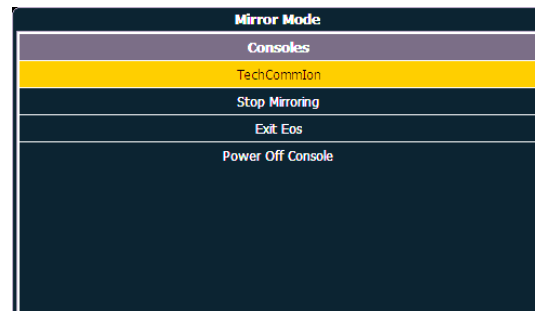 Mirror Mode
Consoles
TechCommIon
Stop Mirroring
Exit Eos
Power Off Console